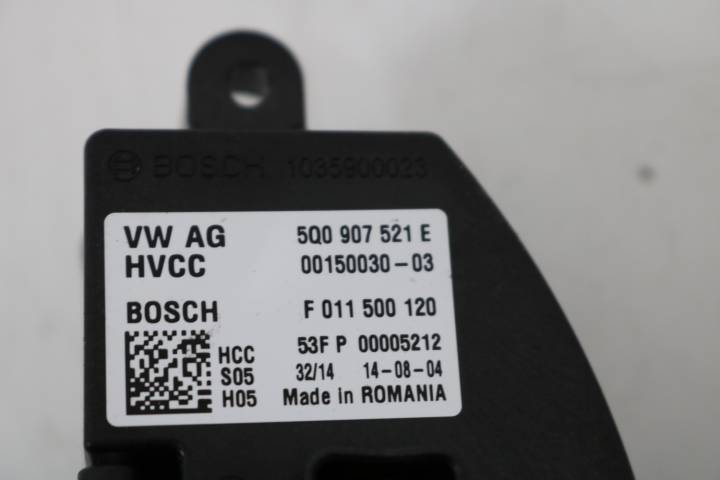 BOSCH 1035900023
VW AG 5Q0 907 521 E
HVCC 00150030-03
BOSCH F 011 500 120
HCC 53F P 00005212
S05 32/14 14-08-04
H05 Made in ROMANIA